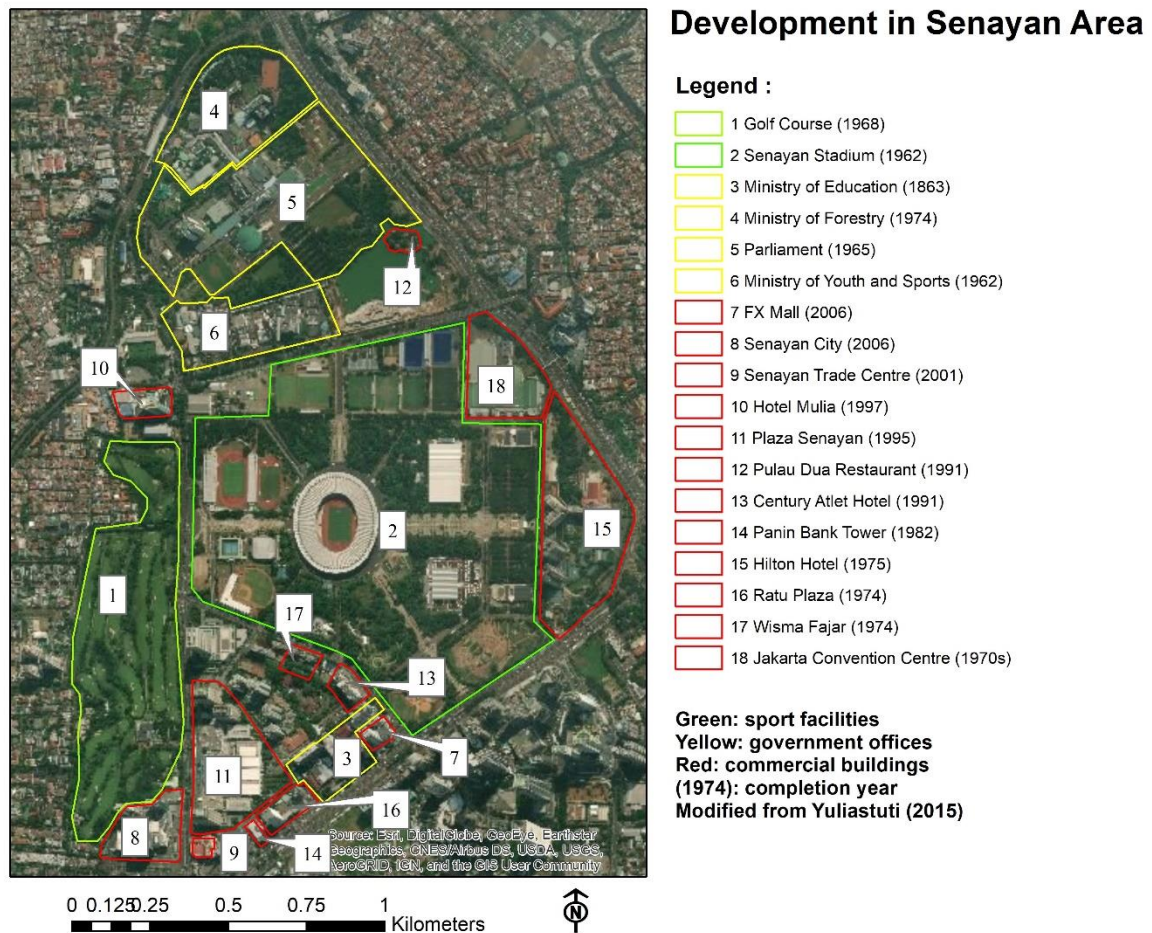 Development in Senayan Area
Legend :
1 Golf Course (1968)
2 Senayan Stadium (1962)
3 Ministry of Education (1863)
4 Ministry of Forestry (1974)
5 Parliament (1965)
6 Ministry of Youth and Sports (1962)
7 FX Mall (2006)
8 Senayan City (2006)
9 Senayan Trade Centre (2001)
10 Hotel Mulia (1997)
11 Plaza Senayan (1995)
12 Pulau Dua Restaurant (1991)
13 Century Atlet Hotel (1991)
14 Panin Bank Tower (1982)
15 Hilton Hotel (1975)
16 Ratu Plaza (1974)
17 Wisma Fajar (1974)
18 Jakarta Convention Centre (1970s)
Green: sport facilities
Yellow: government offices
Red: commercial buildings
(1974): completion year
Modified from Yuliastuti (2015)
4
5
12
6
10
18
15
2
1
17
13
7
3
11
16
8
9
14
Source: Esri, DigitalGlobe, GeoEye, Earthstar
Geographics, CNES/Airbus DS, USDA, USGS,
AeroGRID, IGN, and the GIS User Community
0 0.125 0.25 0.5 0.75 1
Kilometers
N